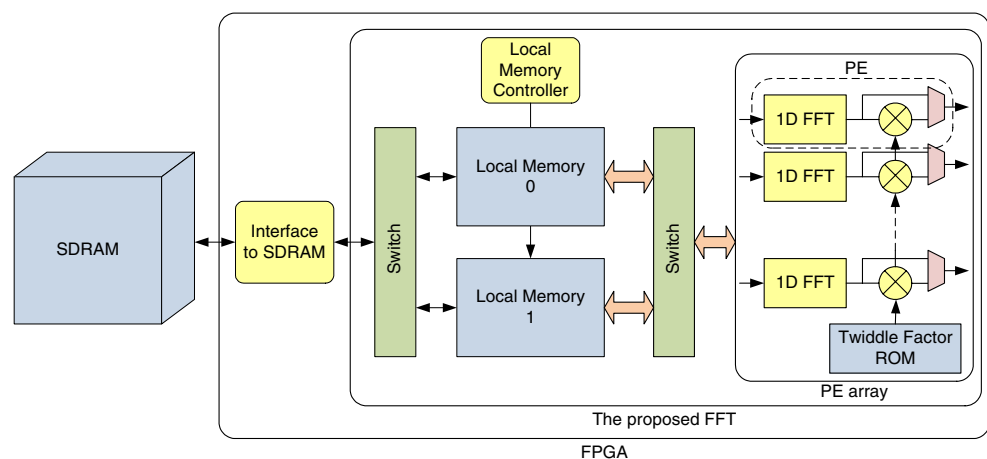 Local
Memory
Controller
PE
1D FFT
Local Memory
0
1D FFT
SDRAM
Interface
to SDRAM
Switch
Switch
Local Memory
1
1D FFT
Twiddle Factor
ROM
PE array
The proposed FFT
FPGA